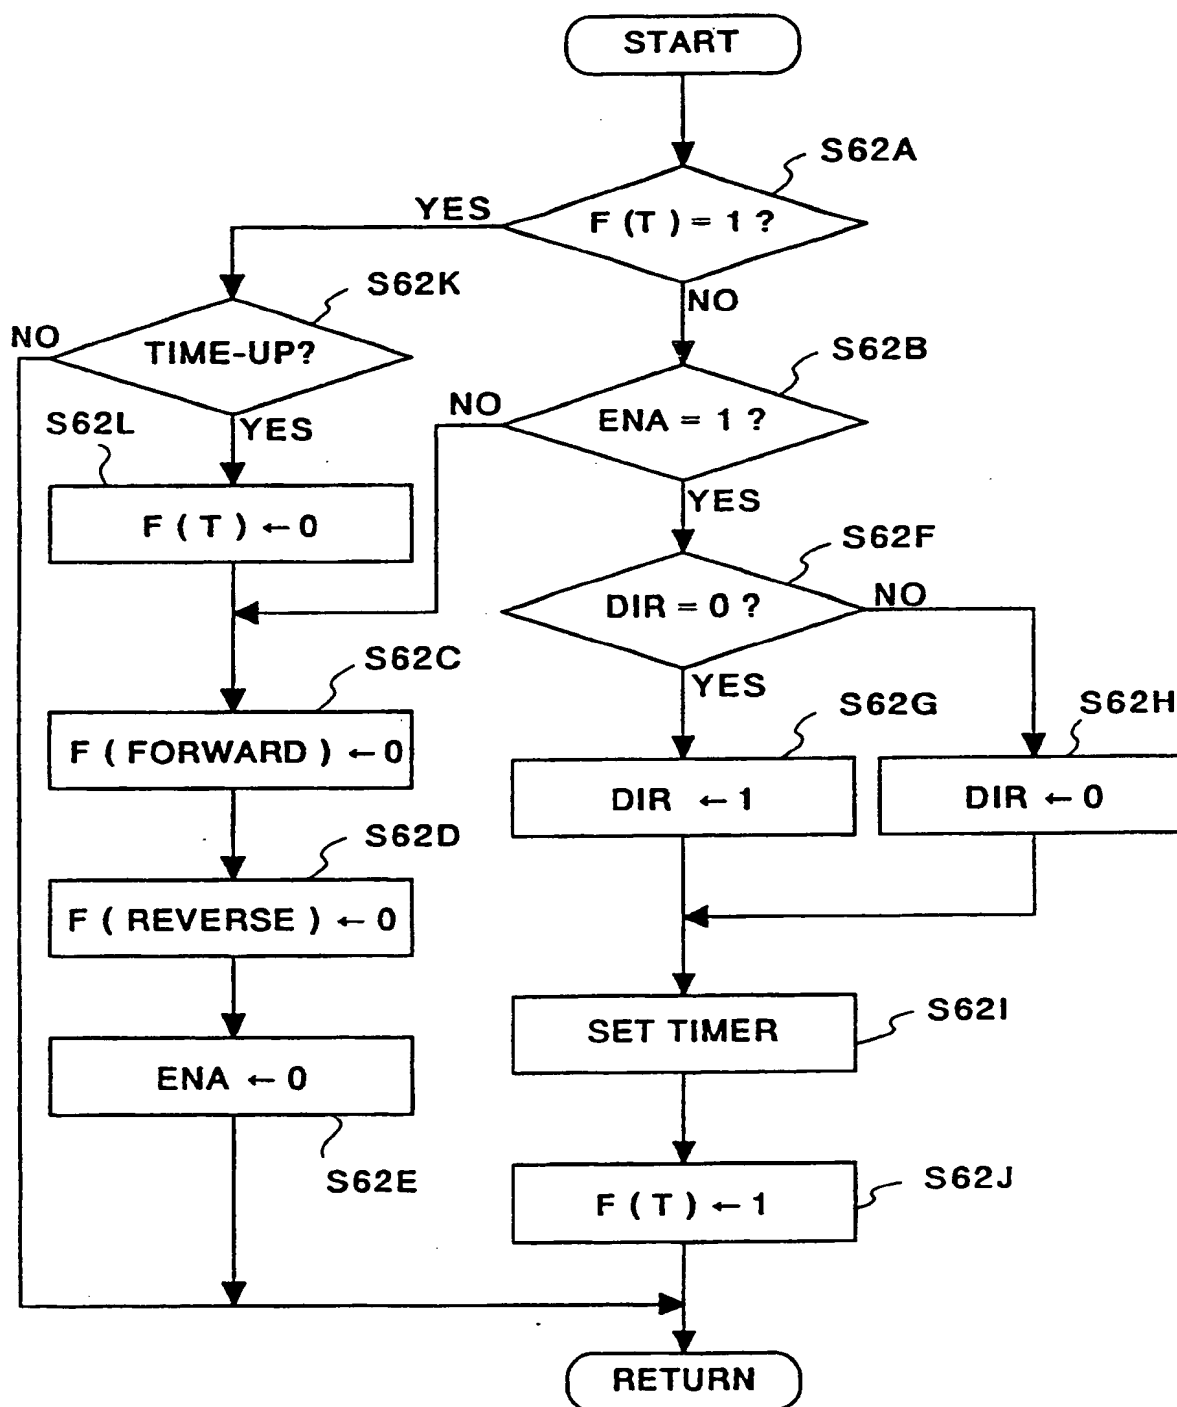 START
S62A
F (T) = 1 ?
YES
NO
S62K
TIME-UP?
NO
YES
S62B
ENA = 1 ?
NO
YES
S62L
F ( T ) ← 0
S62F
DIR = 0 ?
NO
YES
S62C
F ( FORWARD ) ← 0
S62G
DIR ← 1
S62H
DIR ← 0
S62D
F ( REVERSE ) ← 0
S62I
SET TIMER
ENA ← 0
S62E
S62J
F ( T ) ← 1
RETURN